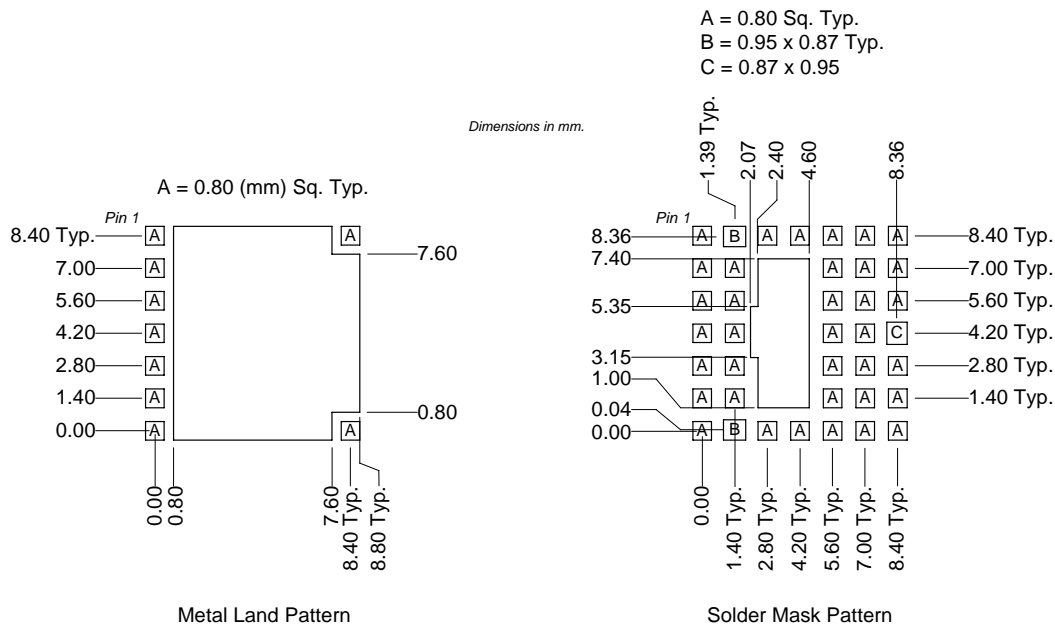 A = 0.80 Sq. Typ.
B = 0.95 x 0.87 Typ.
C = 0.87 x 0.95
Dimensions in mm.
A = 0.80 (mm) Sq. Typ.
Pin 1
8.40 Typ. A A
7.60
7.00 A
5.60 A
4.20 A
2.80 A
1.40 A
0.80
0.00 A A
0.00
0.80
7.60
8.40 Typ.
8.80 Typ.
Metal Land Pattern
1.39 Typ.
2.07
2.40
4.60
8.36
Pin 1
8.36 A B A A A A A 8.40 Typ.
7.40
A A A A A 7.00 Typ.
5.35 A A A A A 5.60 Typ.
A A A A C 4.20 Typ.
3.15 A A A A A 2.80 Typ.
1.00
A A A A A 1.40 Typ.
0.04
0.00 A B A A A A A
0.00
1.40 Typ.
2.80 Typ.
4.20 Typ.
5.60 Typ.
7.00 Typ.
8.40 Typ.
Solder Mask Pattern